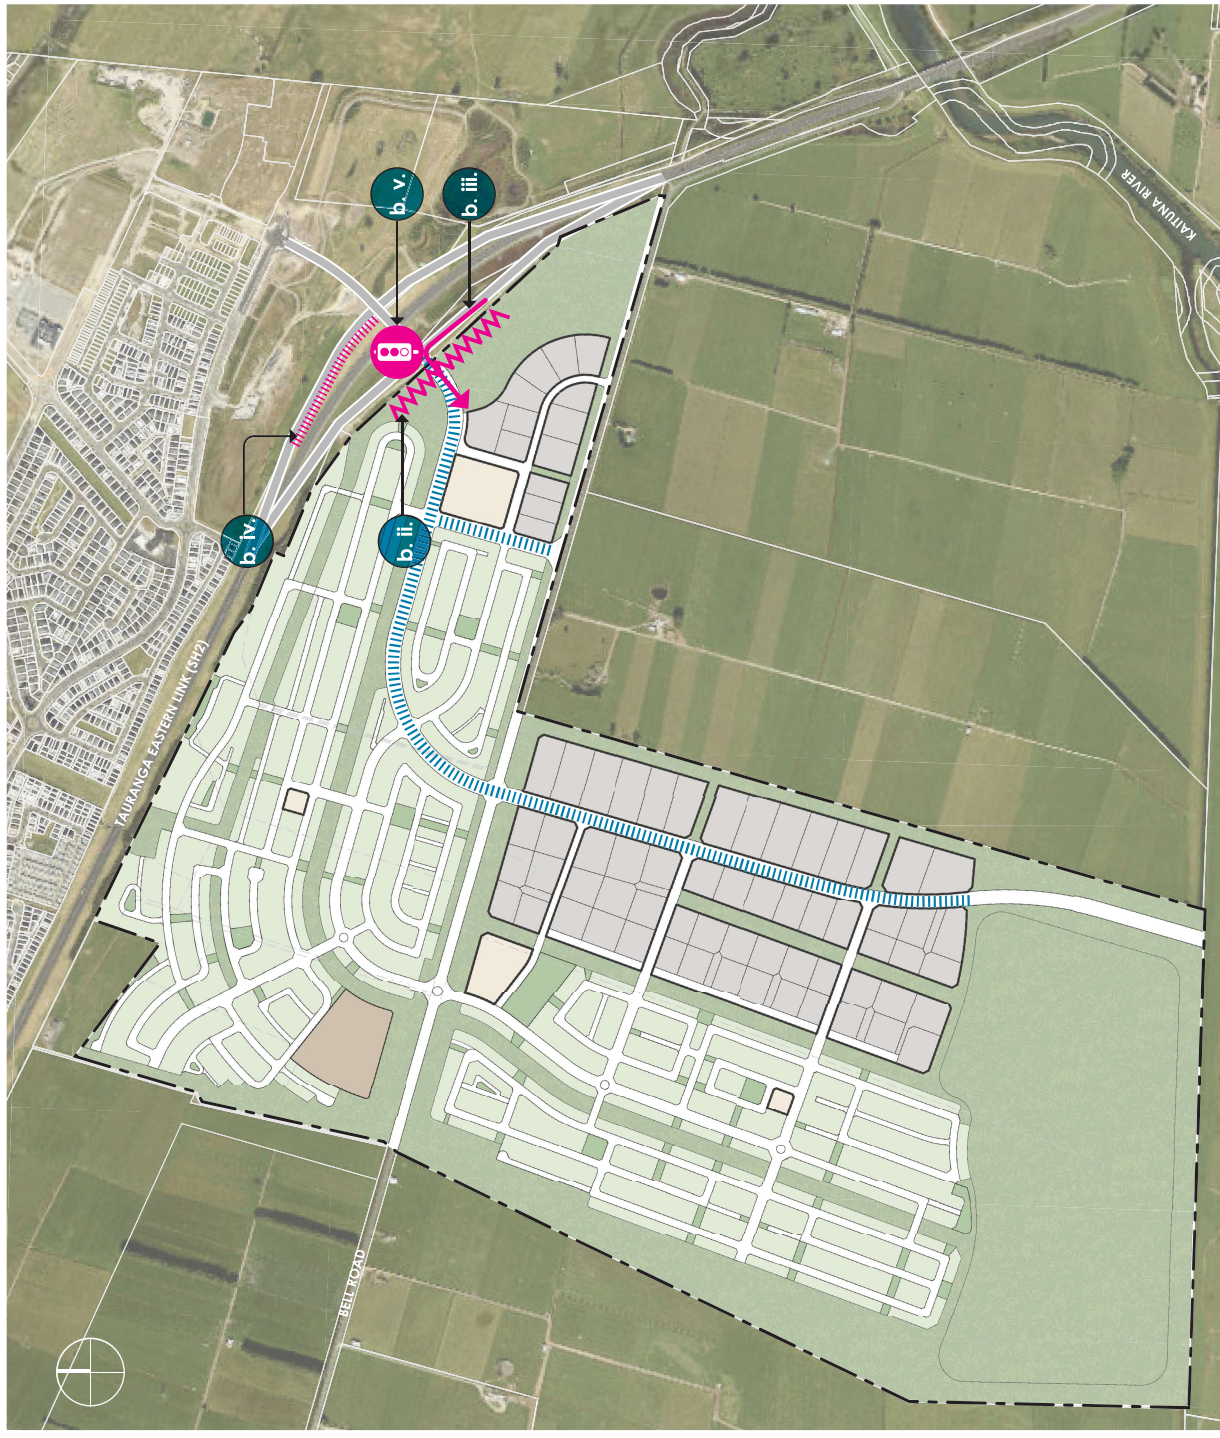 b. v.
b. iii.
KAITUNA RIVER
b. iv.
b. ii.
TAURANGA EASTERN LINK (SH2)
BELL ROAD